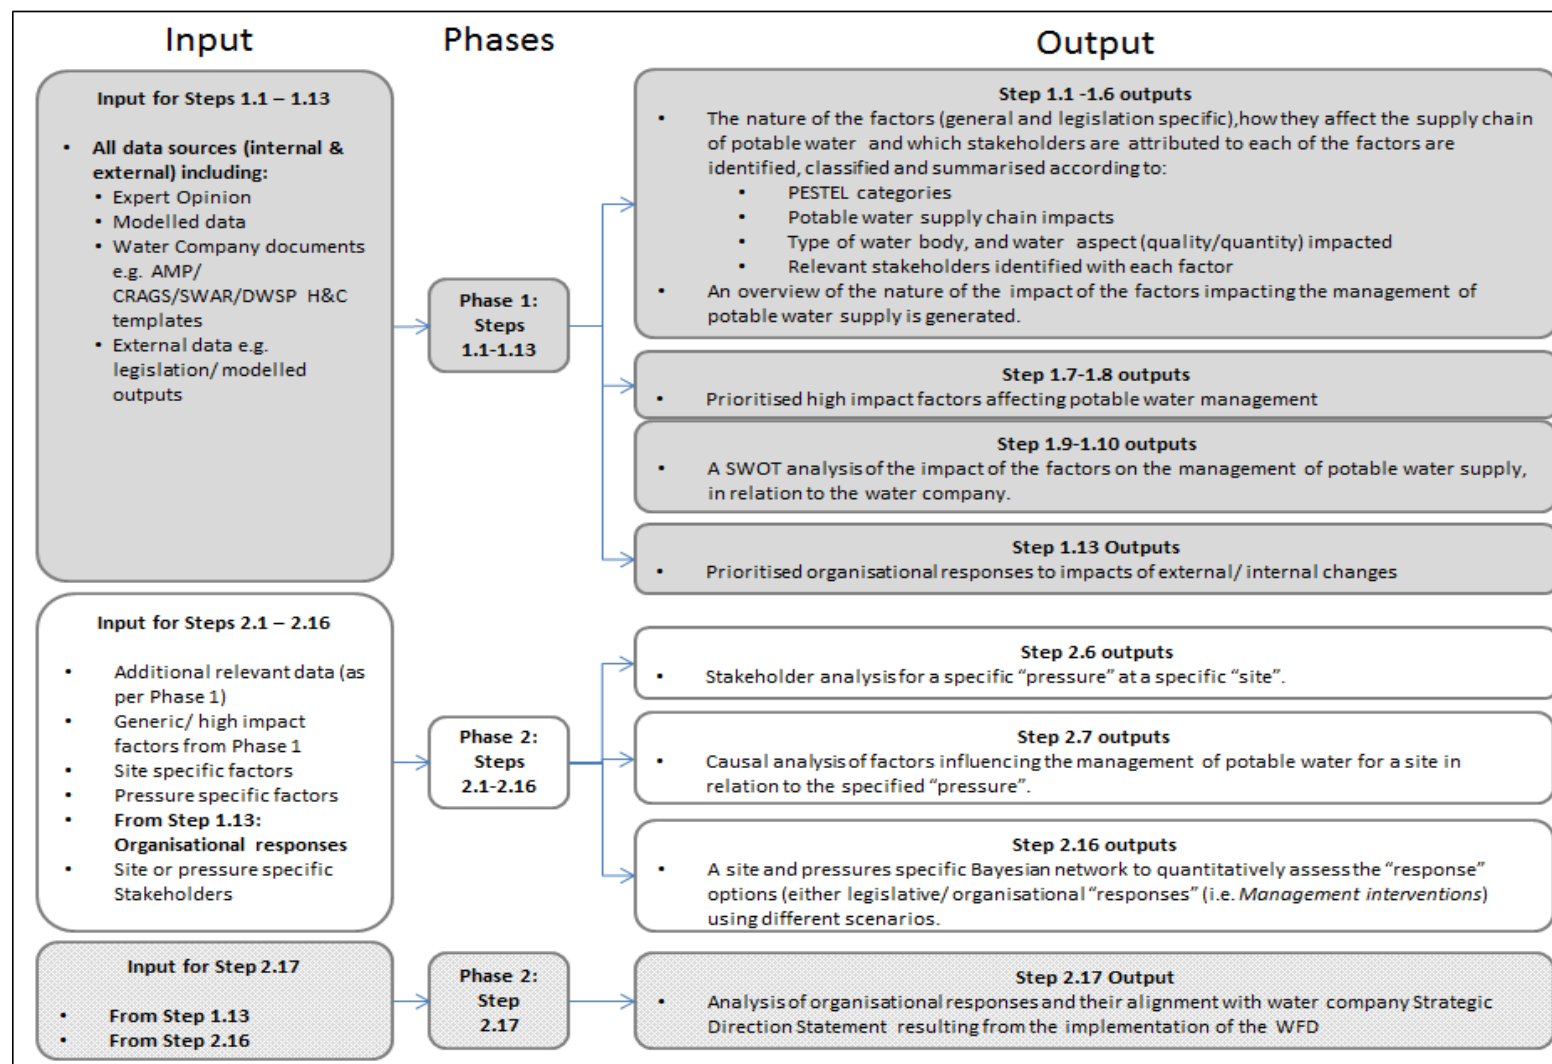 Input
Phases
Output
Input for Steps 1.1 – 1.13
• All data sources (internal &
external) including:
• Expert Opinion
• Modelled data
• Water Company documents
e.g. AMP/
CRAGS/SWAR/DWSP H&C
templates
• External data e.g.
legislation/ modelled
outputs
Phase 1:
Steps
1.1-1.13
Step 1.1 -1.6 outputs
• The nature of the factors (general and legislation specific),how they affect the supply chain
of potable water and which stakeholders are attributed to each of the factors are
identified, classified and summarised according to:
• PESTEL categories
• Potable water supply chain impacts
• Type of water body, and water aspect (quality/quantity) impacted
• Relevant stakeholders identified with each factor
• An overview of the nature of the impact of the factors impacting the management of
potable water supply is generated.
Step 1.7-1.8 outputs
• Prioritised high impact factors affecting potable water management
Step 1.9-1.10 outputs
• A SWOT analysis of the impact of the factors on the management of potable water supply,
in relation to the water company.
Step 1.13 Outputs
• Prioritised organisational responses to impacts of external/ internal changes
Input for Steps 2.1 – 2.16
• Additional relevant data (as
per Phase 1)
• Generic/ high impact
factors from Phase 1
• Site specific factors
• Pressure specific factors
• From Step 1.13:
Organisational responses
• Site or pressure specific
Stakeholders
Phase 2:
Steps
2.1-2.16
Step 2.6 outputs
• Stakeholder analysis for a specific “pressure” at a specific “site”.
Step 2.7 outputs
• Causal analysis of factors influencing the management of potable water for a site in
relation to the specified “pressure”.
Step 2.16 outputs
• A site and pressures specific Bayesian network to quantitatively assess the “response”
options (either legislative/ organisational “responses” (i.e. Management interventions)
using different scenarios.
Input for Step 2.17
• From Step 1.13
• From Step 2.16
Phase 2:
Step
2.17
Step 2.17 Output
• Analysis of organisational responses and their alignment with water company Strategic
Direction Statement resulting from the implementation of the WFD